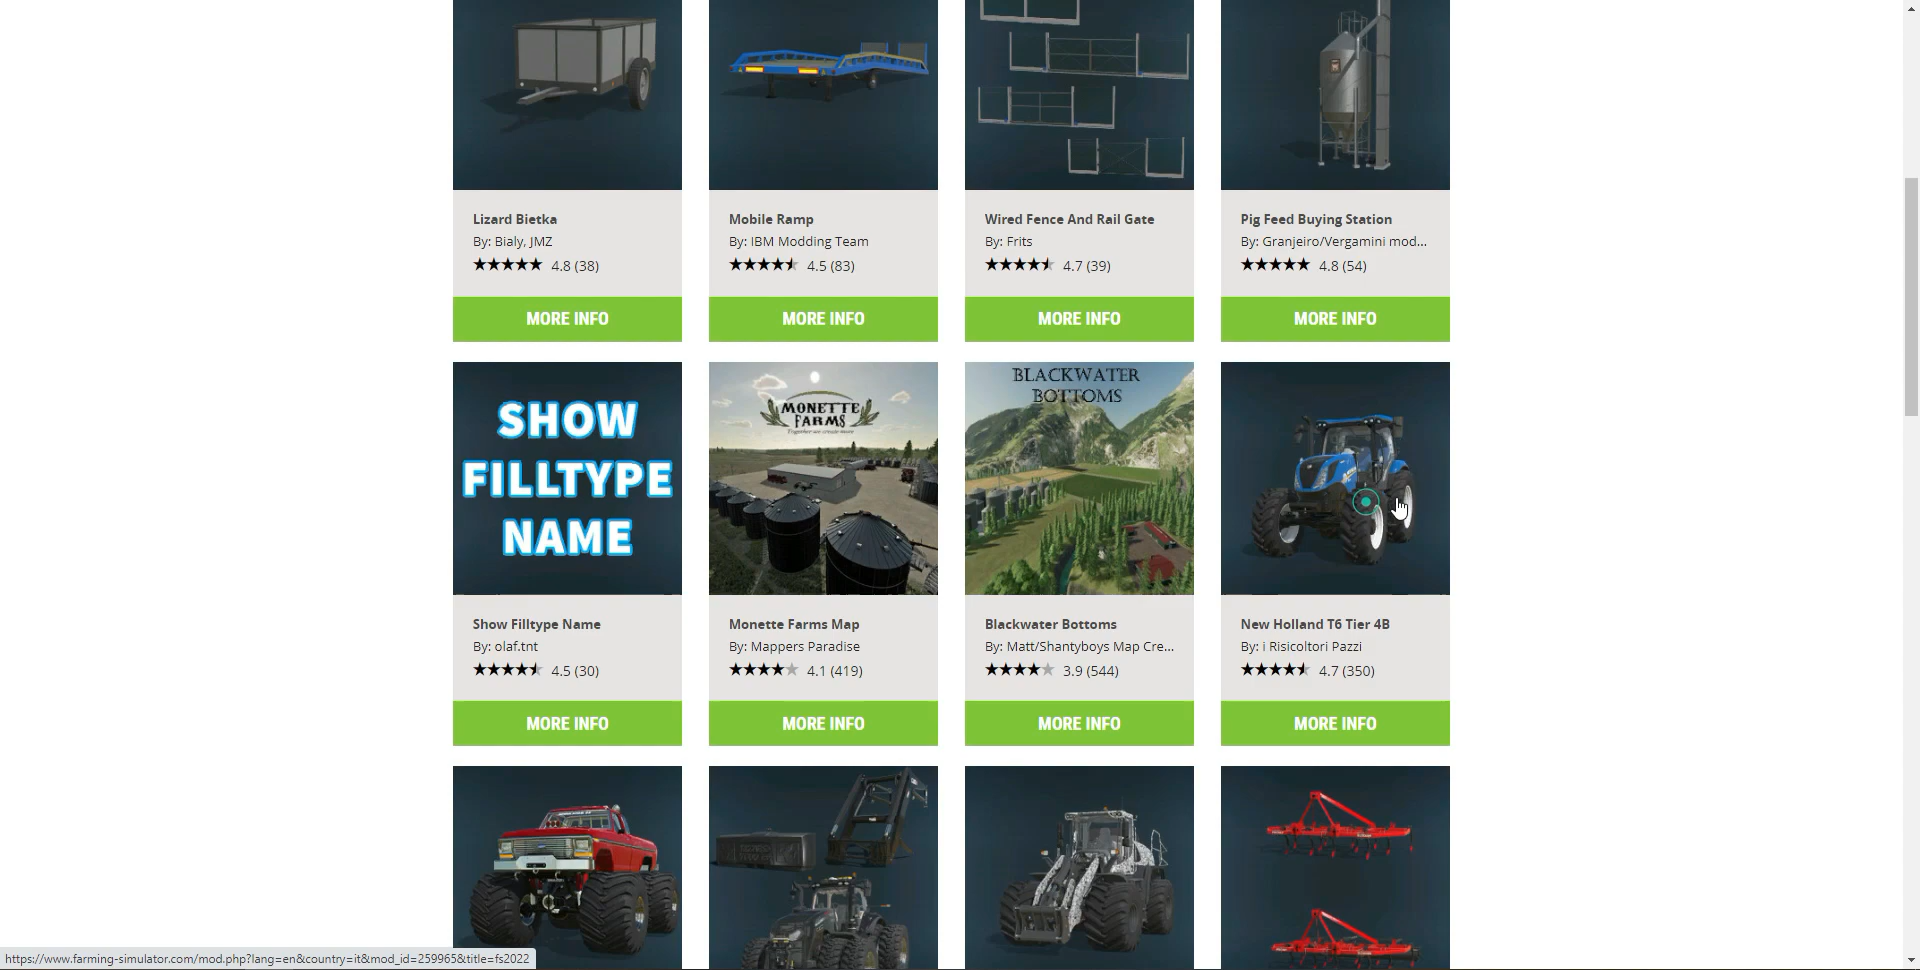 Lizard Bietka
By: Bialy, JMZ
★★★★★ 4.8 (38)
MORE INFO
Mobile Ramp
By: IBM Modding Team
4.5 (83)
MORE INFO
Wired Fence And Rail Gate
By: Frits
4.7 (39)
MORE INFO
Pig Feed Buying Station
By: Granjeiro/Vergamini mod...
4.8 (54)
MORE INFO
SHOW
FILLTYPE
NAME
Show Filltype Name
By: olaf.tnt
4.5 (30)
MORE INFO
MONETTE
FARMS
Together we create more
Monette Farms Map
By: Mappers Paradise
4.1 (419)
MORE INFO
BLACKWATER
BOTTOMS
Blackwater Bottoms
By: Matt/Shantyboys Map Cre...
3.9 (544)
MORE INFO
New Holland T6 Tier 4B
By: i Risicoltori Pazzi
4.7 (350)
MORE INFO
https://www.farming-simulator.com/mod.php?lang=en&country=it&mod_id=259965&title=fs2022